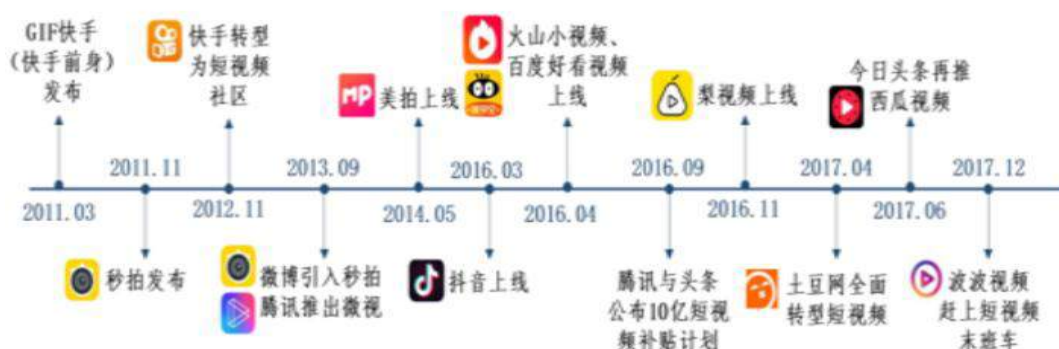 GIF快手
（快手前身）
发布
快手转型
为短视频
社区
美拍上线
火山小视频、
百度好看视频
上线
梨视频上线
今日头条再推
西瓜视频
2011.11
2013.09
2016.03
2016.09
2017.04
2017.12
2011.03
2012.11
2014.05
2016.04
2016.11
2017.06
秒拍发布
微博引入秒拍
腾讯推出微视
抖音上线
腾讯与头条
公布10亿短视
频补贴计划
土豆网全面
转型短视频
波波视频
赶上短视频
末班车